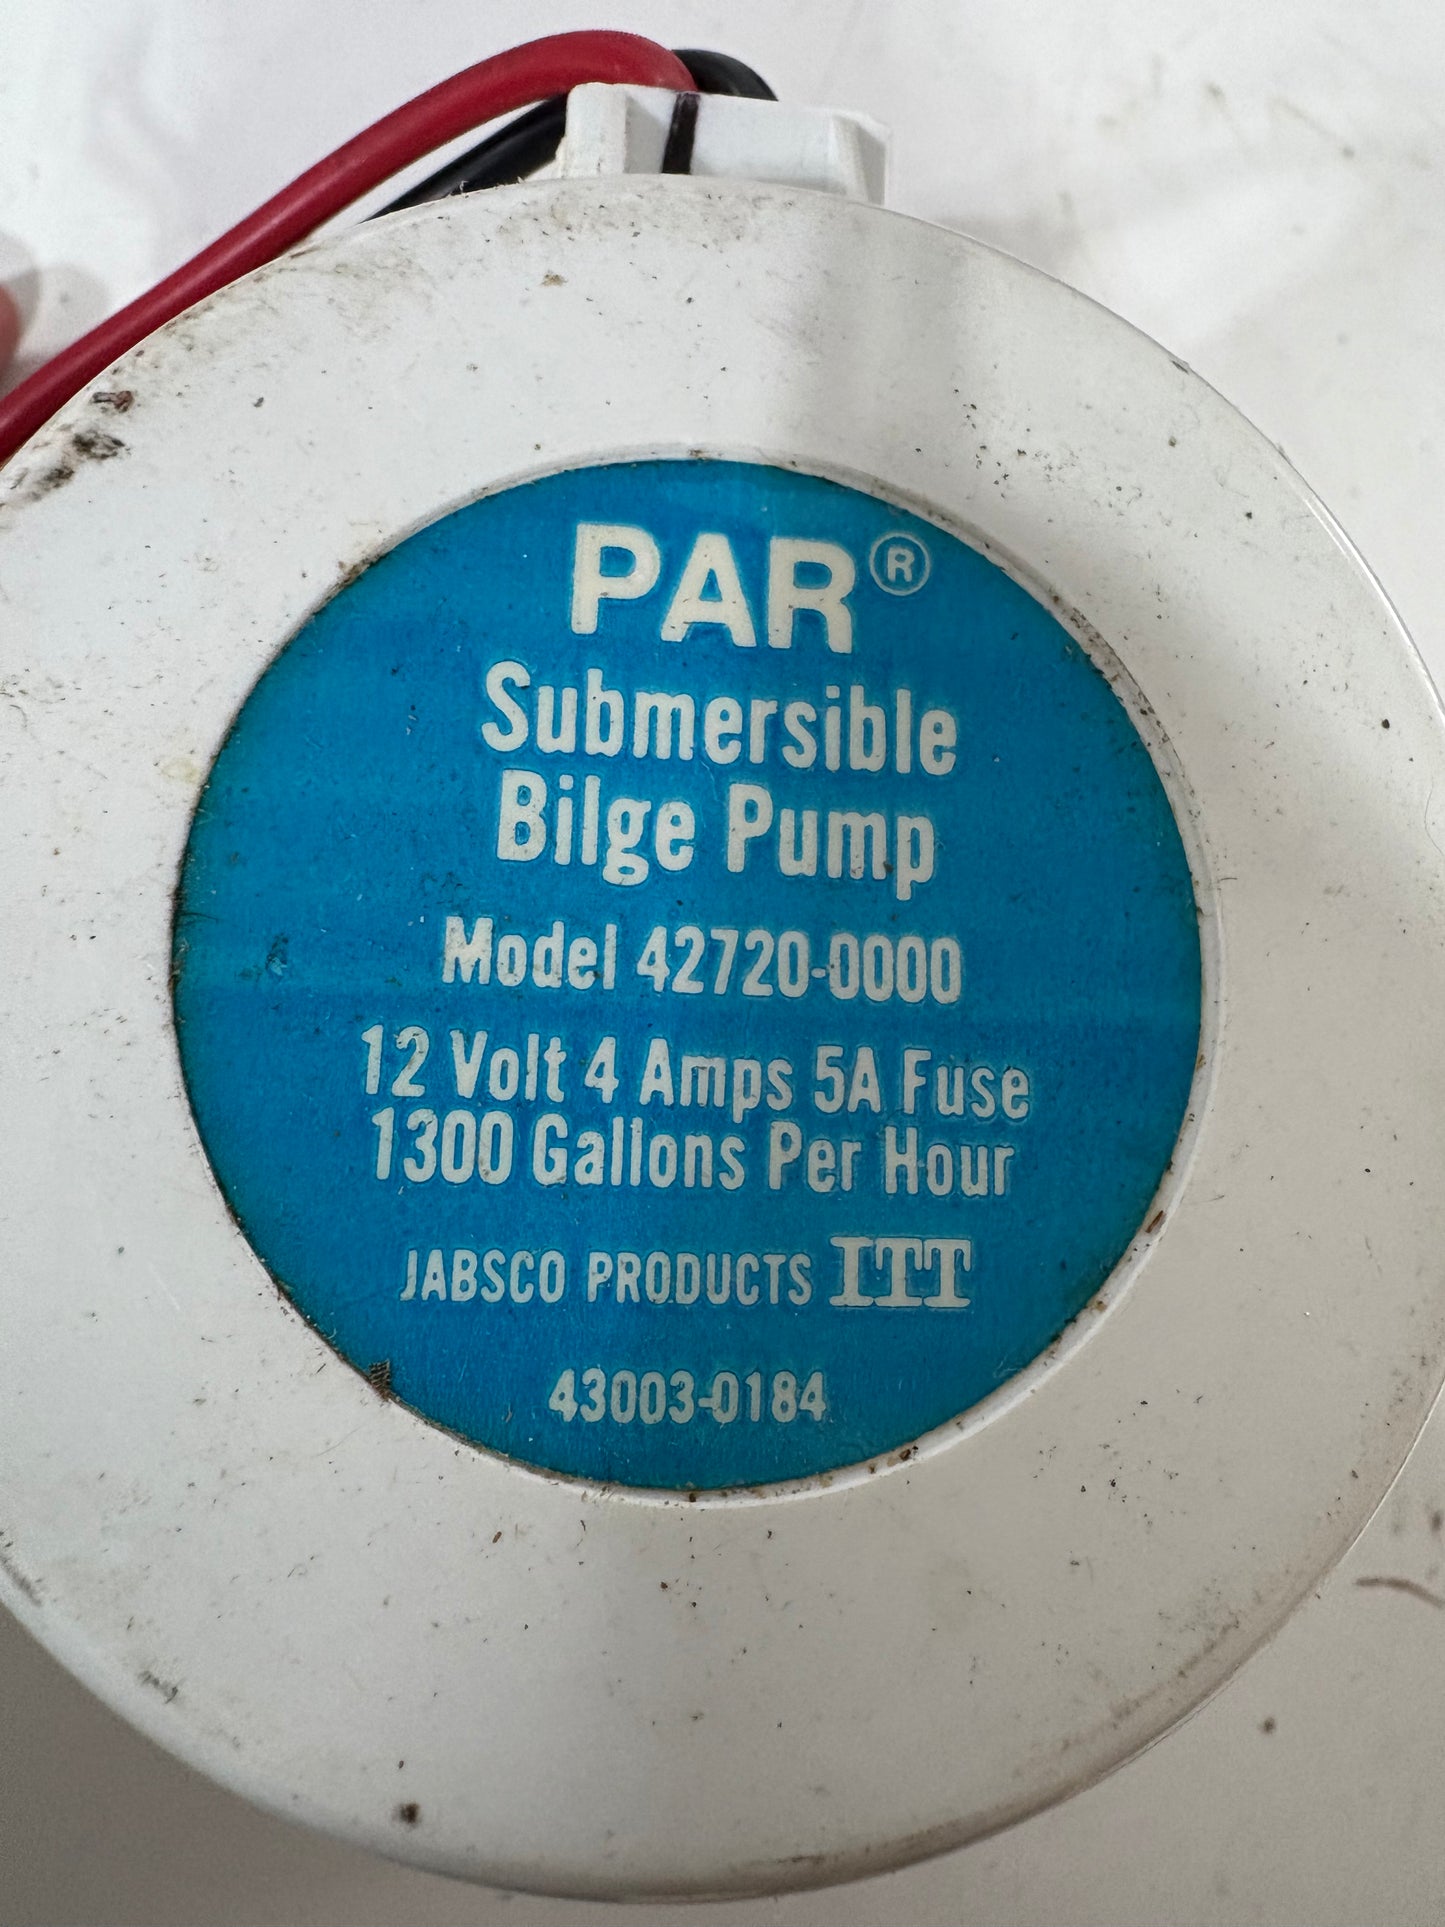 PAR®
Submersible
Bilge Pump
Model 42720-0000
12 Volt 4 Amps 5A Fuse
1300 Gallons Per Hour
JABSCO PRODUCTS ITT
43003-0184